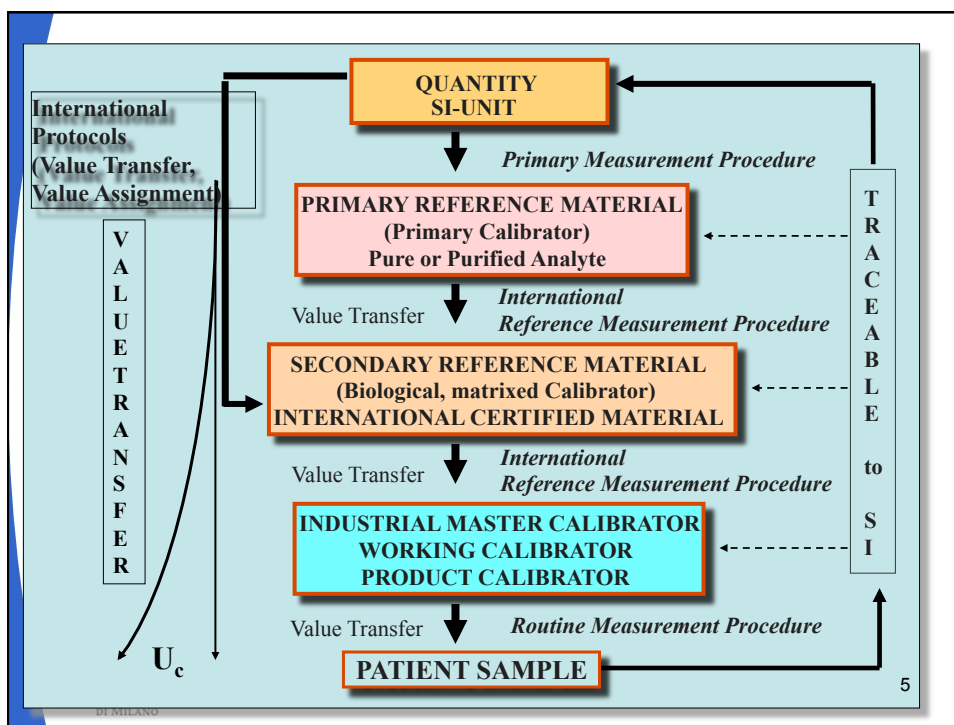 QUANTITY
SI-UNIT
International
Protocols
(Value Transfer,
Value Assignment)
Primary Measurement Procedure
PRIMARY REFERENCE MATERIAL
(Primary Calibrator)
Pure or Purified Analyte
Value Transfer
International
Reference Measurement Procedure
SECONDARY REFERENCE MATERIAL
(Biological, matrixed Calibrator)
INTERNATIONAL CERTIFIED MATERIAL
Value Transfer
International
Reference Measurement Procedure
INDUSTRIAL MASTER CALIBRATOR
WORKING CALIBRATOR
PRODUCT CALIBRATOR
Value Transfer
Routine Measurement Procedure
PATIENT SAMPLE
VALUETRANSFER
Uc
TRACEABLE to SI
5
DI MILANO